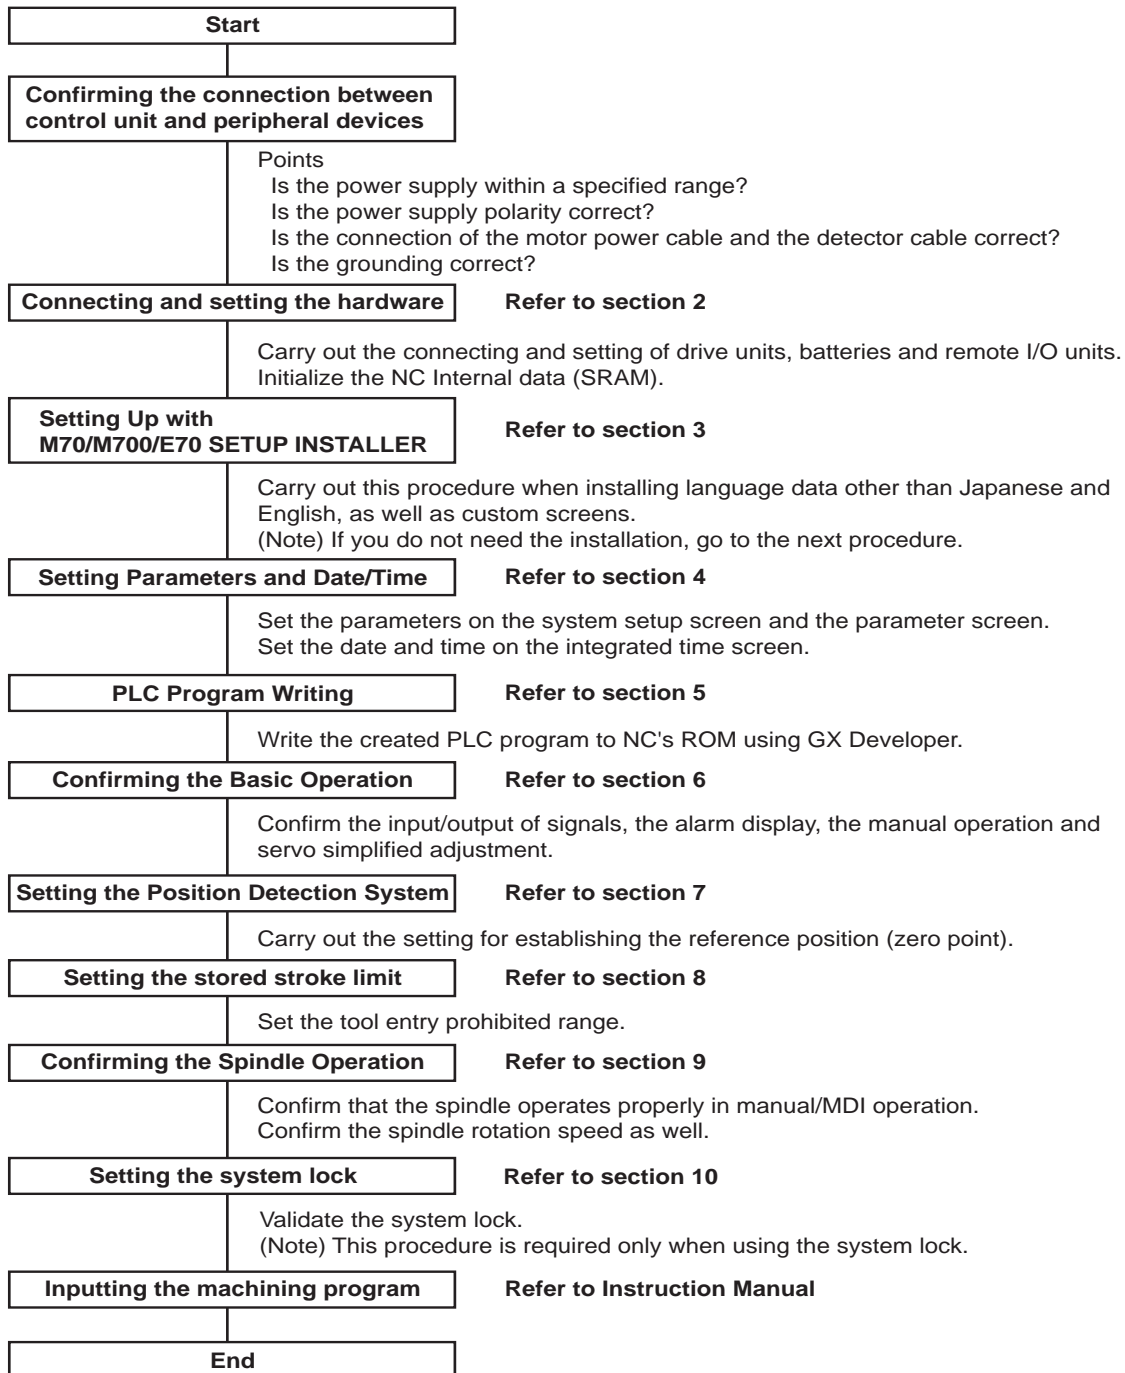 Start
Confirming the connection between
control unit and peripheral devices
Points
Is the power supply within a specified range?
Is the power supply polarity correct?
Is the connection of the motor power cable and the detector cable correct?
Is the grounding correct?
Connecting and setting the hardware Refer to section 2
Carry out the connecting and setting of drive units, batteries and remote I/O units.
Initialize the NC Internal data (SRAM).
Setting Up with
M70/M700/E70 SETUP INSTALLER Refer to section 3
Carry out this procedure when installing language data other than Japanese and
English, as well as custom screens.
(Note) If you do not need the installation, go to the next procedure.
Setting Parameters and Date/Time Refer to section 4
Set the parameters on the system setup screen and the parameter screen.
Set the date and time on the integrated time screen.
PLC Program Writing Refer to section 5
Write the created PLC program to NC's ROM using GX Developer.
Confirming the Basic Operation Refer to section 6
Confirm the input/output of signals, the alarm display, the manual operation and
servo simplified adjustment.
Setting the Position Detection System Refer to section 7
Carry out the setting for establishing the reference position (zero point).
Setting the stored stroke limit Refer to section 8
Set the tool entry prohibited range.
Confirming the Spindle Operation Refer to section 9
Confirm that the spindle operates properly in manual/MDI operation.
Confirm the spindle rotation speed as well.
Setting the system lock Refer to section 10
Validate the system lock.
(Note) This procedure is required only when using the system lock.
Inputting the machining program Refer to Instruction Manual
End